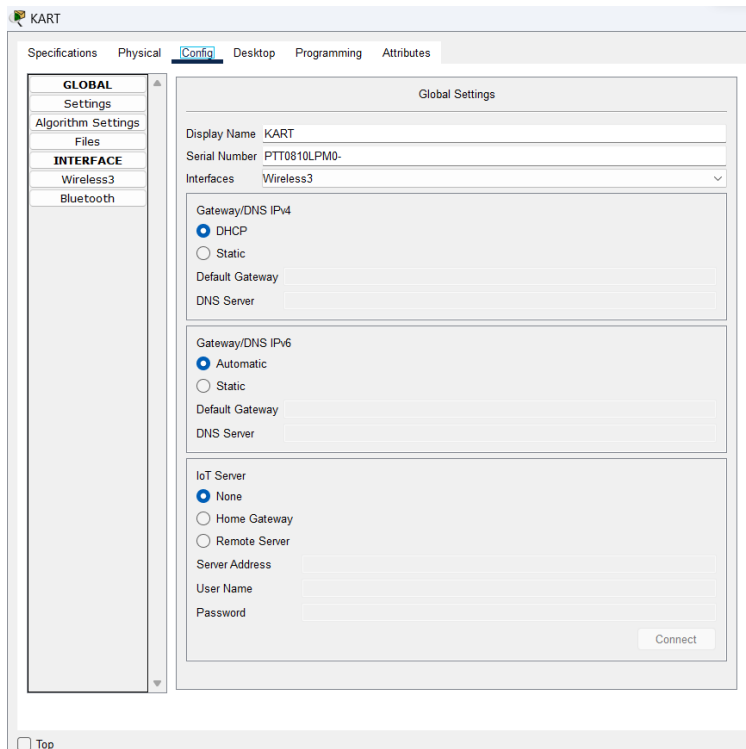 KART
Specifications Physical Config Desktop Programming Attributes
GLOBAL
Settings
Algorithm Settings
Files
INTERFACE
Wireless3
Bluetooth
Global Settings
Display Name KART
Serial Number PTT0810LPM0-
Interfaces Wireless3
Gateway/DNS IPv4
DHCP
Static
Default Gateway
DNS Server
Gateway/DNS IPv6
Automatic
Static
Default Gateway
DNS Server
IoT Server
None
Home Gateway
Remote Server
Server Address
User Name
Password
Connect
Top